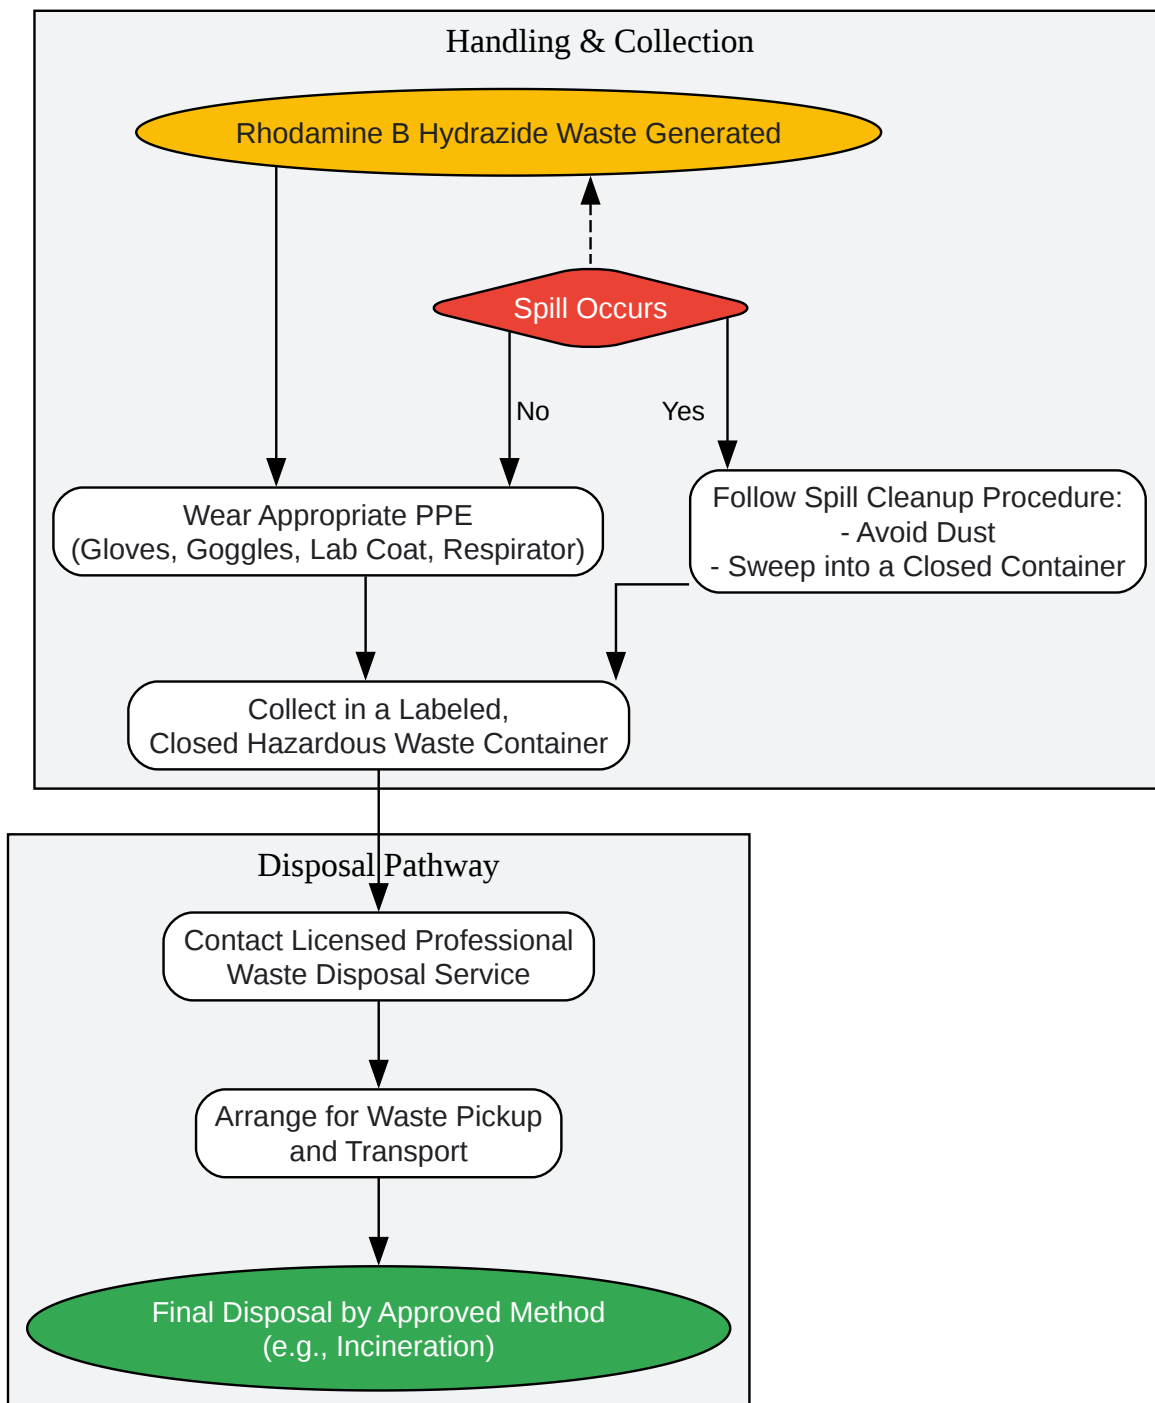 Handling & Collection
Rhodamine B Hydrazide Waste Generated
Spill Occurs
No
Yes
Wear Appropriate PPE
(Gloves, Goggles, Lab Coat, Respirator)
Follow Spill Cleanup Procedure:
- Avoid Dust
- Sweep into a Closed Container
Collect in a Labeled,
Closed Hazardous Waste Container
Disposal Pathway
Contact Licensed Professional
Waste Disposal Service
Arrange for Waste Pickup
and Transport
Final Disposal by Approved Method
(e.g., Incineration)